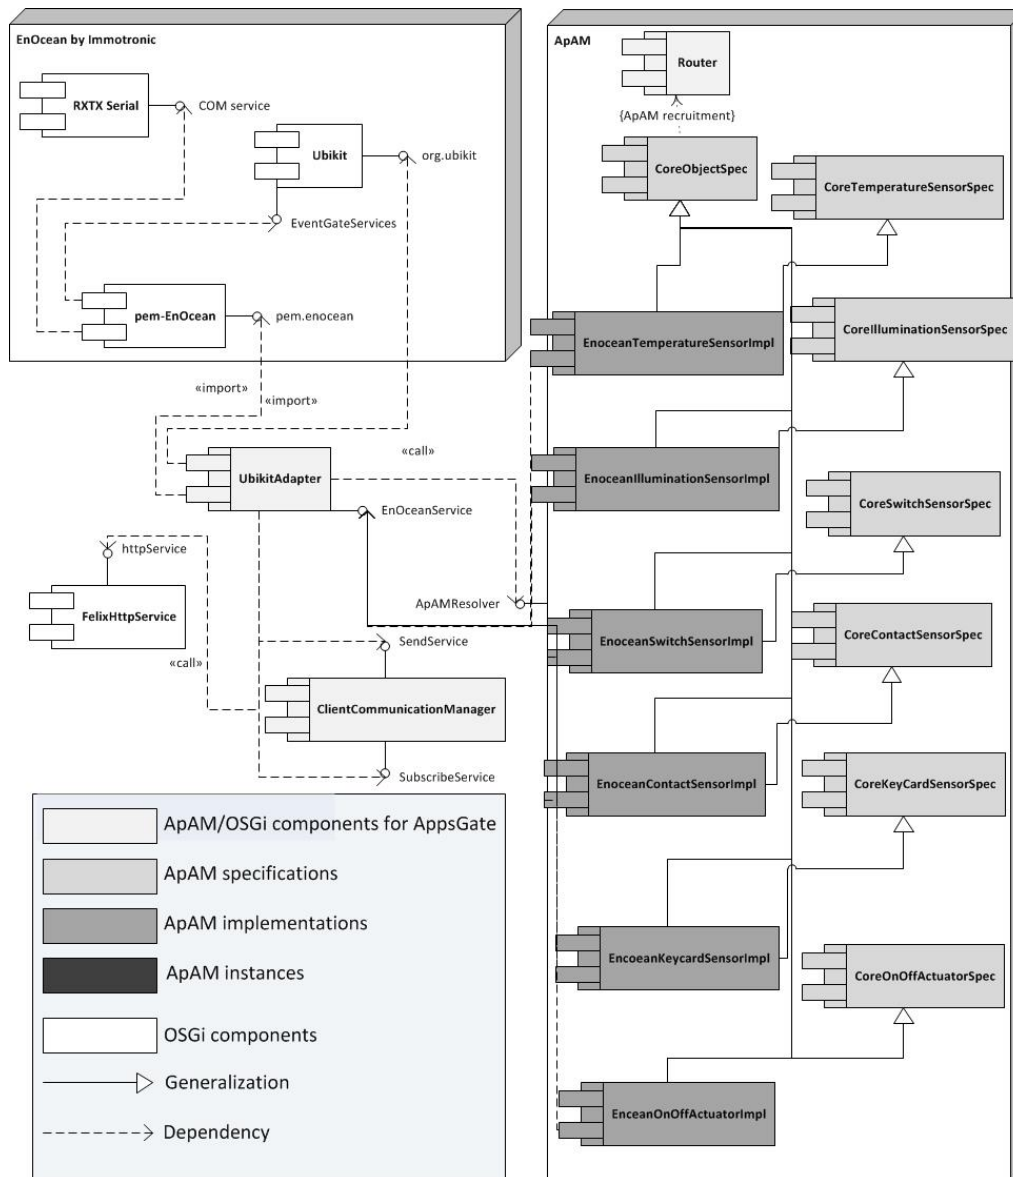 EnOcean by Immotronic
RXTX Serial
COM service
Ubikit
org.ubikit
EventGateServices
pem-EnOcean
pem.enocean
«import»
«import»
«call»
UbikitAdapter
EnOceanService
httpService
FelixHttpService
ApAMResolver
SendService
«call»
ClientCommunicationManager
SubscribeService
ApAM
Router
{ApAM recruitment}
CoreObjectSpec
CoreTemperatureSensorSpec
EnoceanTemperatureSensorImpl
CoreIlluminationSensorSpec
EnoceanIlluminationSensorImpl
CoreSwitchSensorSpec
EnoceanSwitchSensorImpl
CoreContactSensorSpec
EnoceanContactSensorImpl
CoreKeyCardSensorSpec
EncoeanKeycardSensorImpl
CoreOnOffActuatorSpec
EnceanOnOffActuatorImpl
ApAM/OSGi components for AppsGate
ApAM specifications
ApAM implementations
ApAM instances
OSGi components
Generalization
Dependency